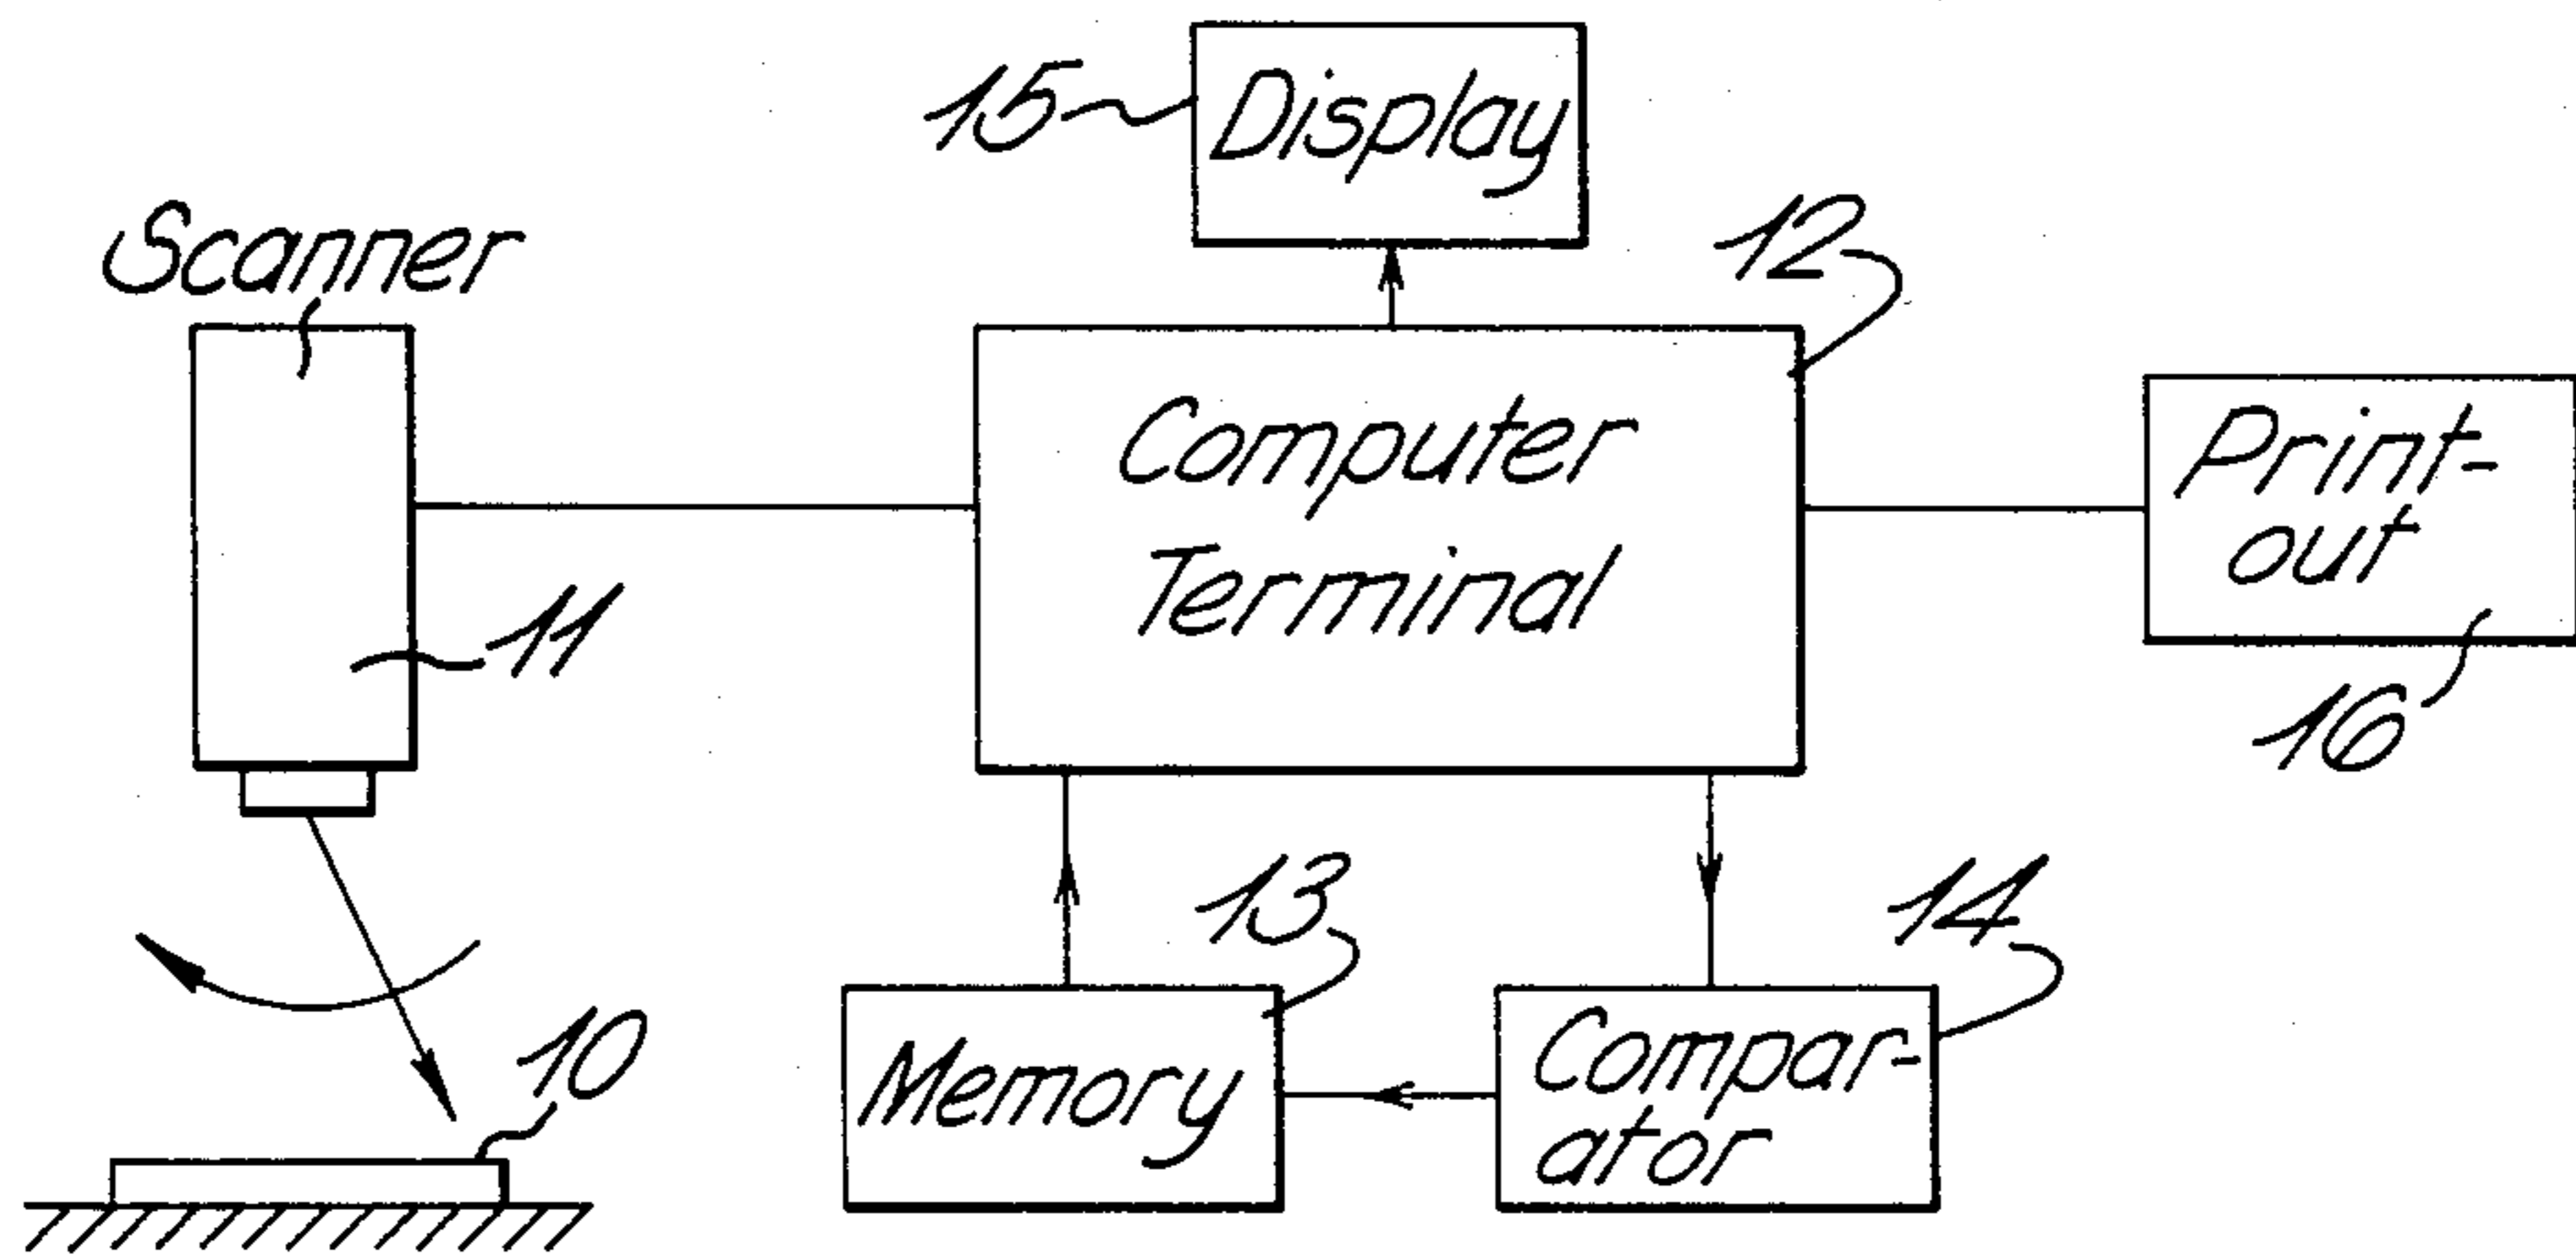 15
Display
12
Scanner
Computer
Terminal
Print-
out
11
16
13
14
10
Memory
Compar-
ator